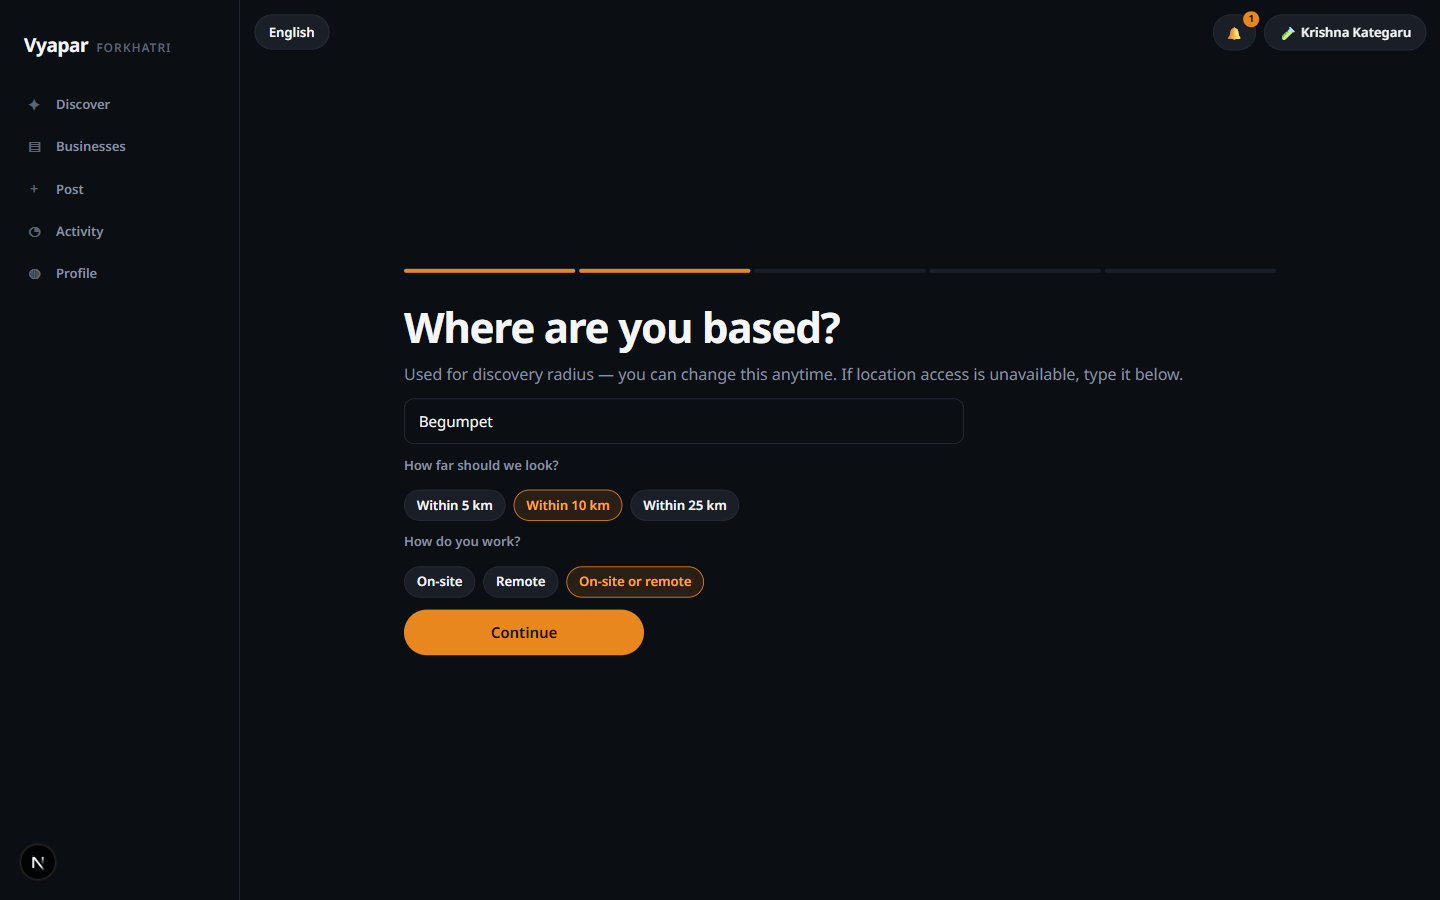 Vyapar FORKHATRI
English
1
Krishna Kategaru
Discover
Businesses
Post
Activity
Profile
Where are you based?
Used for discovery radius — you can change this anytime. If location access is unavailable, type it below.
Begumpet
How far should we look?
Within 5 km
Within 10 km
Within 25 km
How do you work?
On-site
Remote
On-site or remote
Continue
N